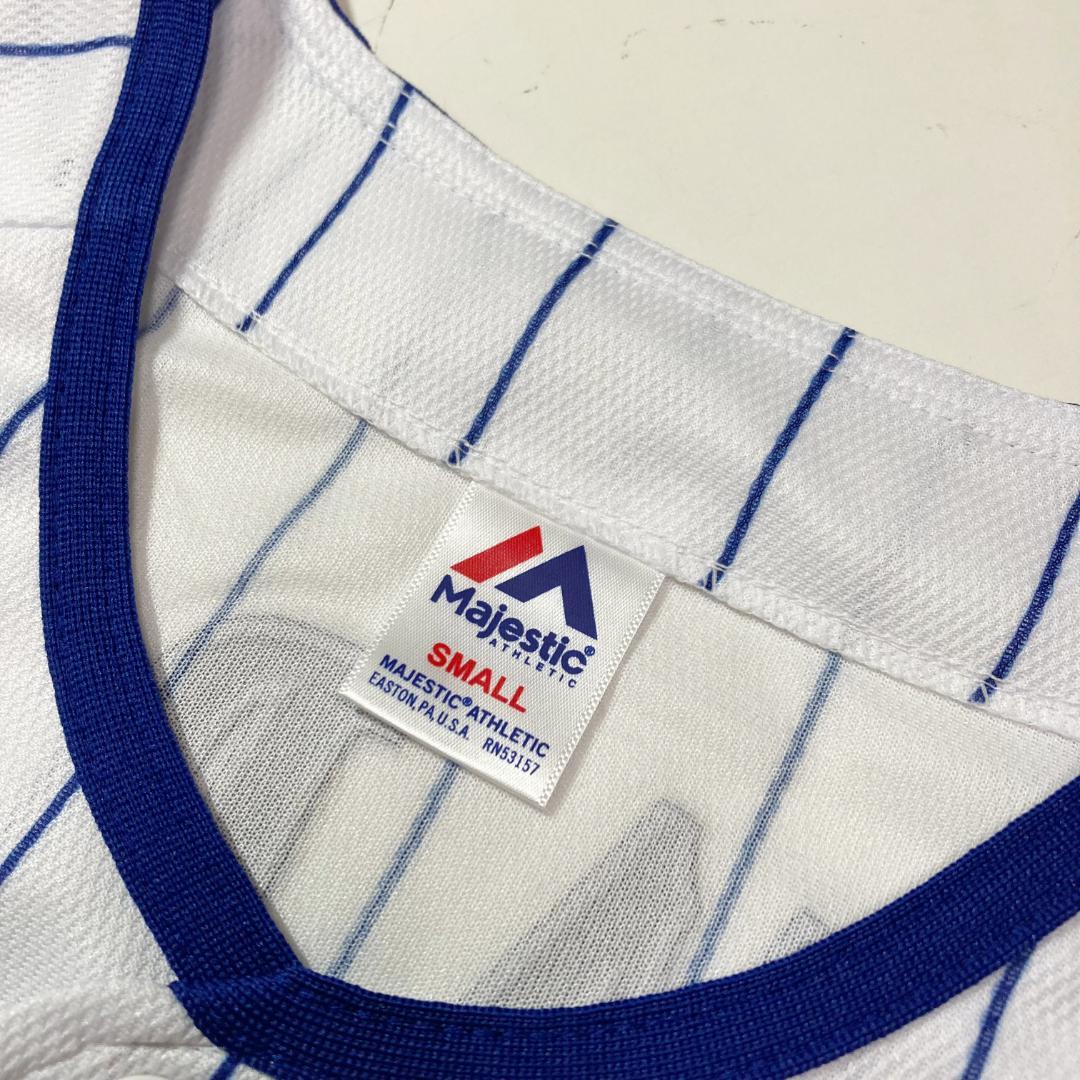 Majestic®
ATHLETIC
SMALL
MAJESTIC® ATHLETIC
EASTON, PA, U.S.A. RN53157